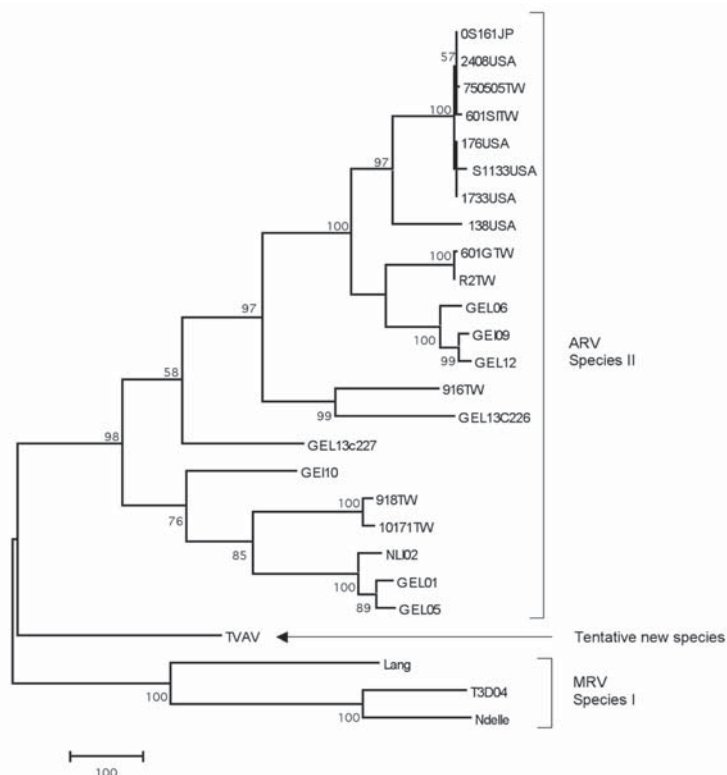 0S161JP
57
2408USA
750505TW
100
601SITW
176USA
97
S1133USA
1733USA
100
138USA
100
601GTW
R2TW
97
GEL06
100
GEI09
ARV
Species II
99
GEL12
58
916TW
99
GEL13C226
98
GEL13c227
GEI10
76
100
918TW
10171TW
85
NLI02
100
GEL01
89
GEL05
TVAV
Tentative new species
Lang
100
T3D04
MRV
Species I
100
Ndelle
100